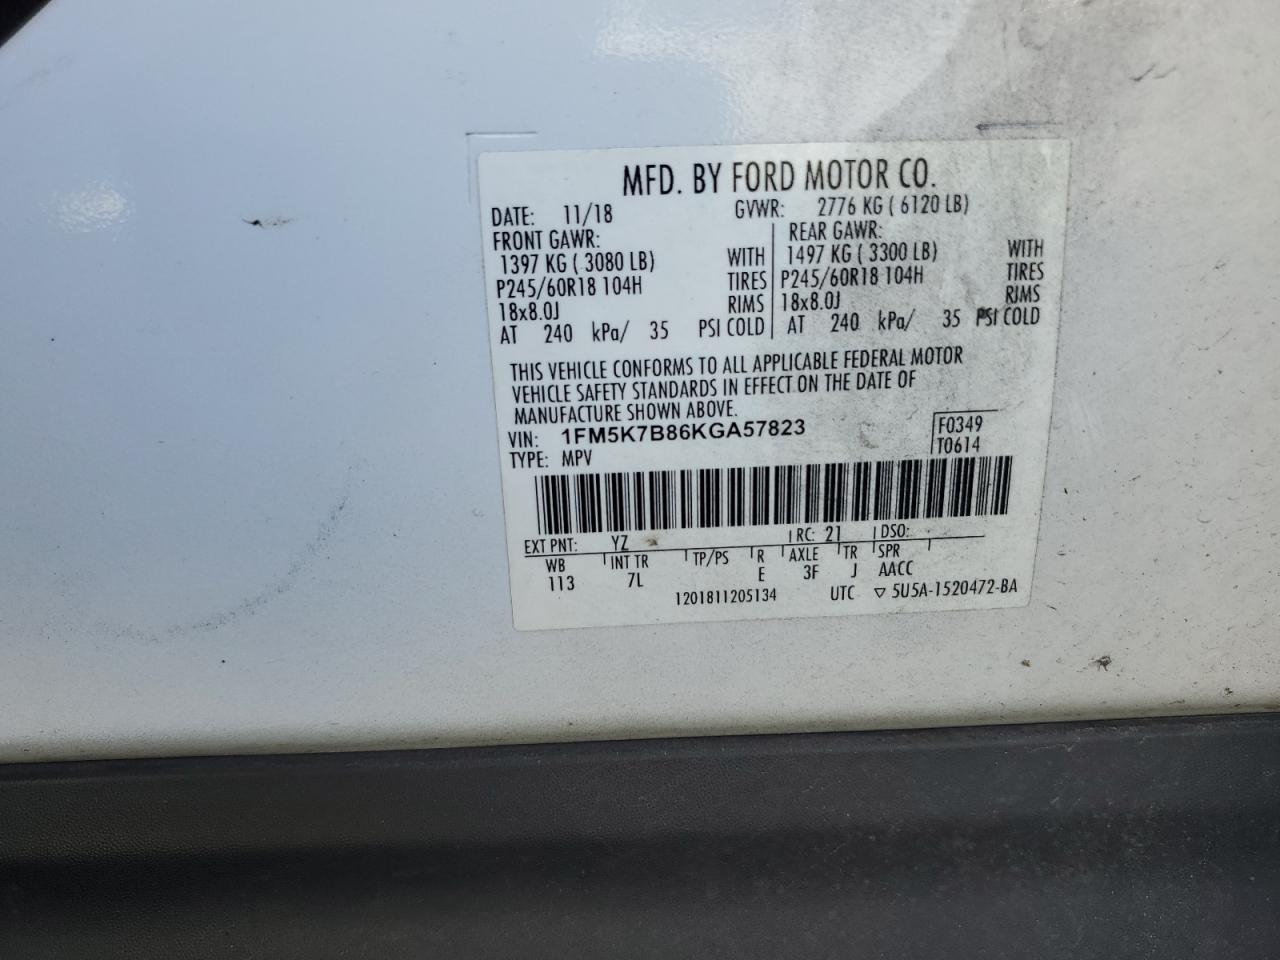 MFD. BY FORD MOTOR CO.
DATE: 11/18 GVWR: 2776 KG ( 6120 LB)
FRONT GAWR:
1397 KG ( 3080 LB) WITH
P245/60R18 104H TIRES
18x8.0J RIMS
AT 240 kPa/ 35 PSI COLD
REAR GAWR:
1497 KG ( 3300 LB) WITH
P245/60R18 104H TIRES
18x8.0J RIMS
AT 240 kPa/ 35 PSI COLD
THIS VEHICLE CONFORMS TO ALL APPLICABLE FEDERAL MOTOR
VEHICLE SAFETY STANDARDS IN EFFECT ON THE DATE OF
MANUFACTURE SHOWN ABOVE.
VIN: 1FM5K7B86KGA57823
TYPE: MPV
F0349
T0614
EXT PNT: YZ RC: 21 DSO:
WB INT TR TP/PS R AXLE TR SPR
113 7L E 3F J AACC
1201811205134 UTC ▽ 5U5A-1520472-BA